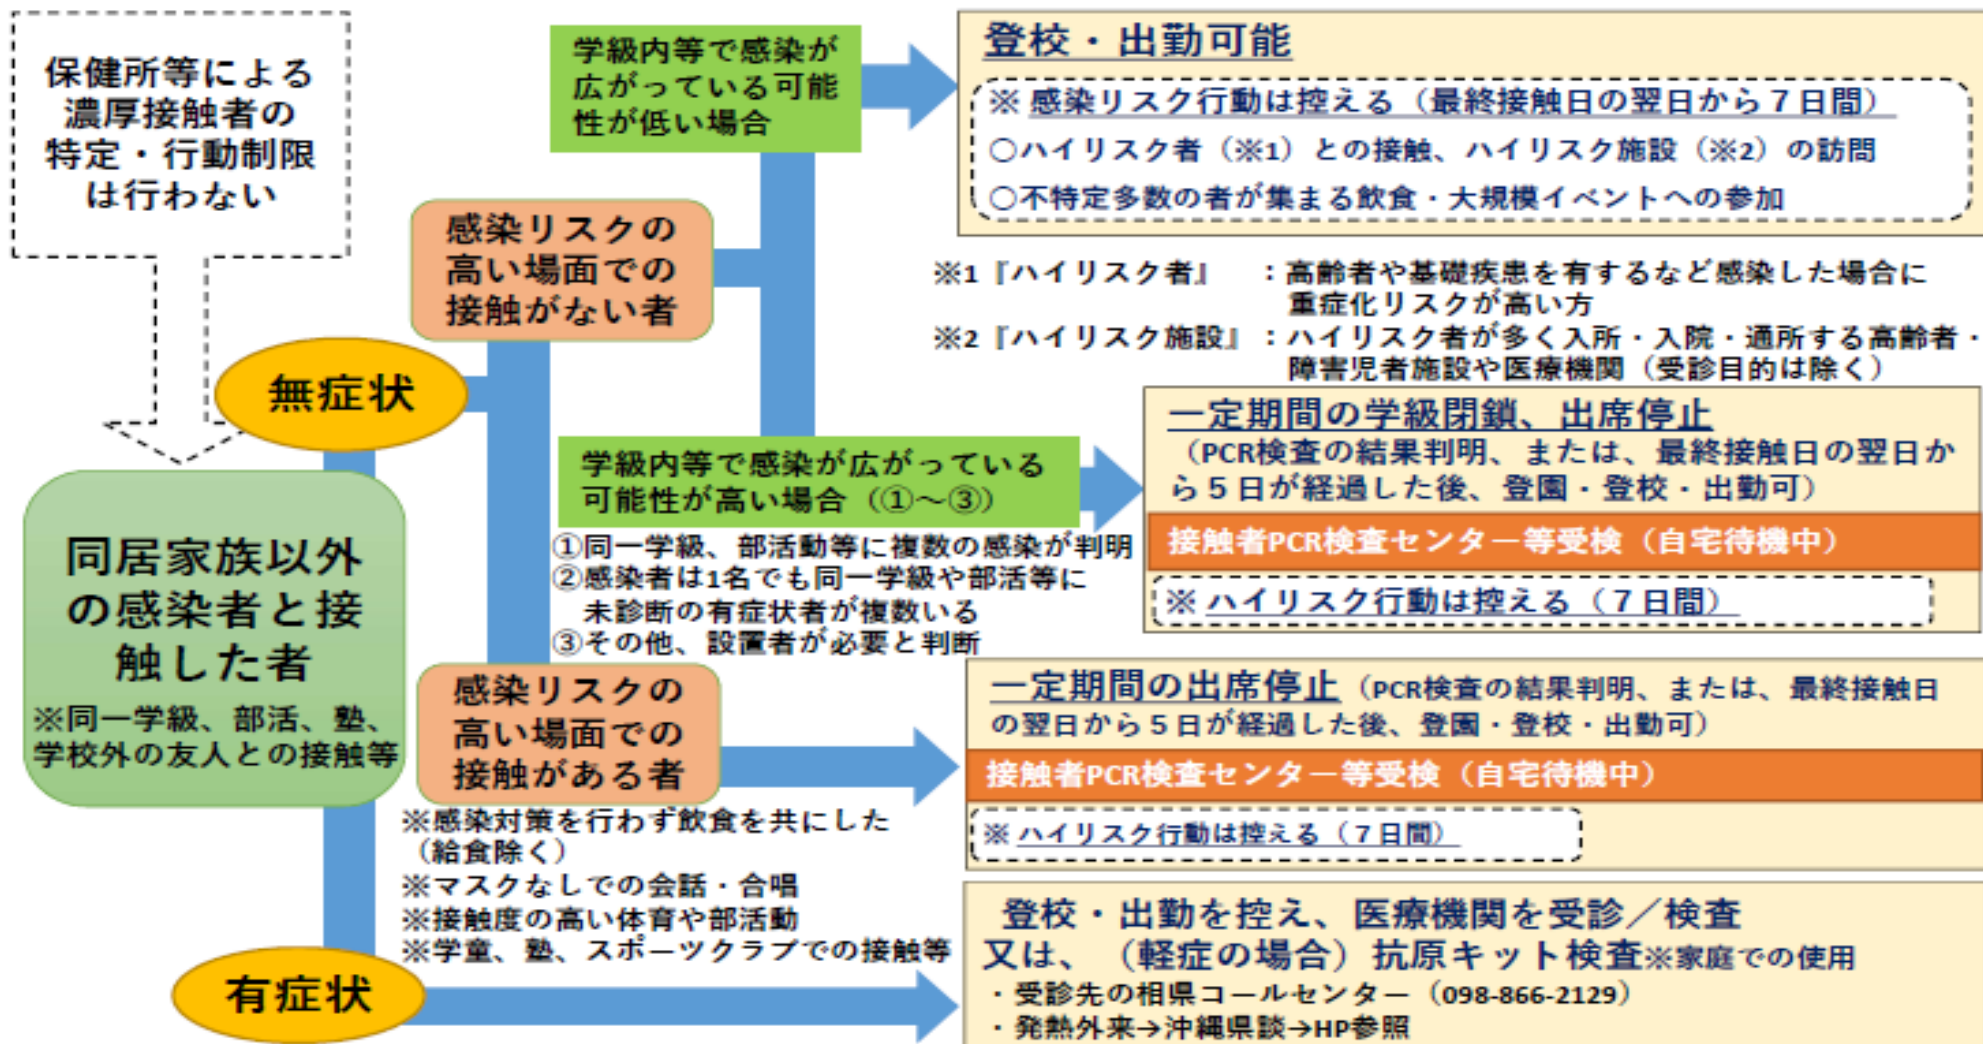 保健所等による
濃厚接触者の
特定・行動制限
は行わない
同居家族以外
の感染者と接
触した者
※同一学級、部活、塾、
学校外の友人との接触等
無症状
有症状
感染リスクの
高い場面での
接触がない者
感染リスクの
高い場面での
接触がある者
※感染対策を行わず飲食を共にした
（給食除く）
※マスクなしでの会話・合唱
※接触度の高い体育や部活動
※学童、塾、スポーツクラブでの接触等
学級内等で感染が
広がっている可能
性が低い場合
学級内等で感染が広がっている
可能性が高い場合（①～③）
①同一学級、部活動等に複数の感染が判明
②感染者は1名でも同一学級や部活等に
未診断の有症状者が複数いる
③その他、設置者が必要と判断
登校・出勤可能
※ 感染リスク行動は控える（最終接触日の翌日から７日間）
○ハイリスク者（※1）との接触、ハイリスク施設（※2）の訪問
○不特定多数の者が集まる飲食・大規模イベントへの参加
※1『ハイリスク者』　：高齢者や基礎疾患を有するなど感染した場合に
重症化リスクが高い方
※2『ハイリスク施設』：ハイリスク者が多く入所・入院・通所する高齢者・
障害児者施設や医療機関（受診目的は除く）
一定期間の学級閉鎖、出席停止
（PCR検査の結果判明、または、最終接触日の翌日か
ら５日が経過した後、登園・登校・出勤可）
接触者PCR検査センター等受検（自宅待機中）
※ ハイリスク行動は控える（７日間）
一定期間の出席停止（PCR検査の結果判明、または、最終接触日
の翌日から５日が経過した後、登園・登校・出勤可）
接触者PCR検査センター等受検（自宅待機中）
※ ハイリスク行動は控える（７日間）
登校・出勤を控え、医療機関を受診／検査
又は、（軽症の場合）抗原キット検査※家庭での使用
・受診先の相県コールセンター（098-866-2129）
・発熱外来→沖縄県談→HP参照